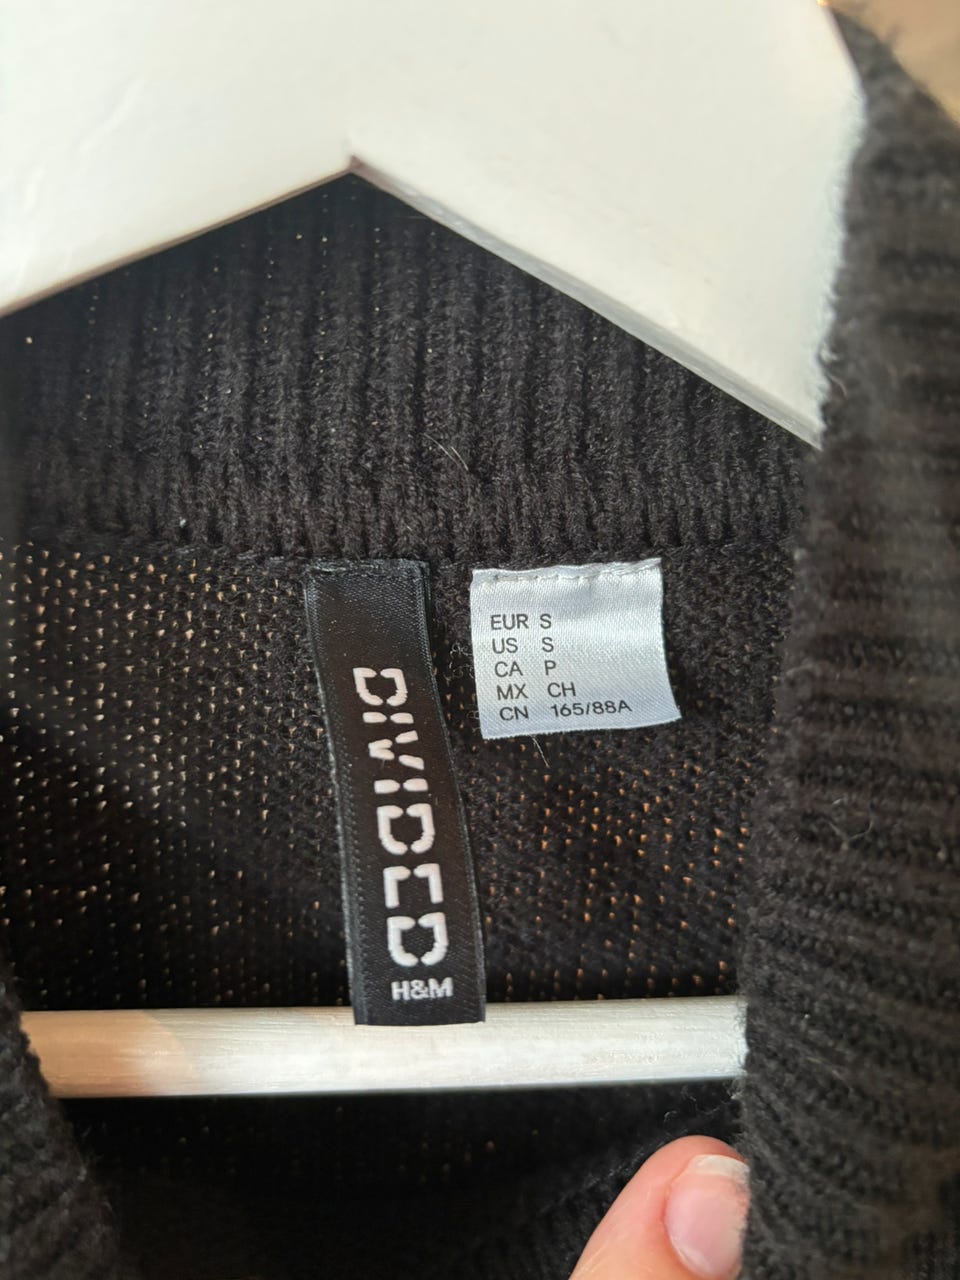 DIVIDED
H&M
EUR S
US S
CA P
MX CH
CN 165/88A